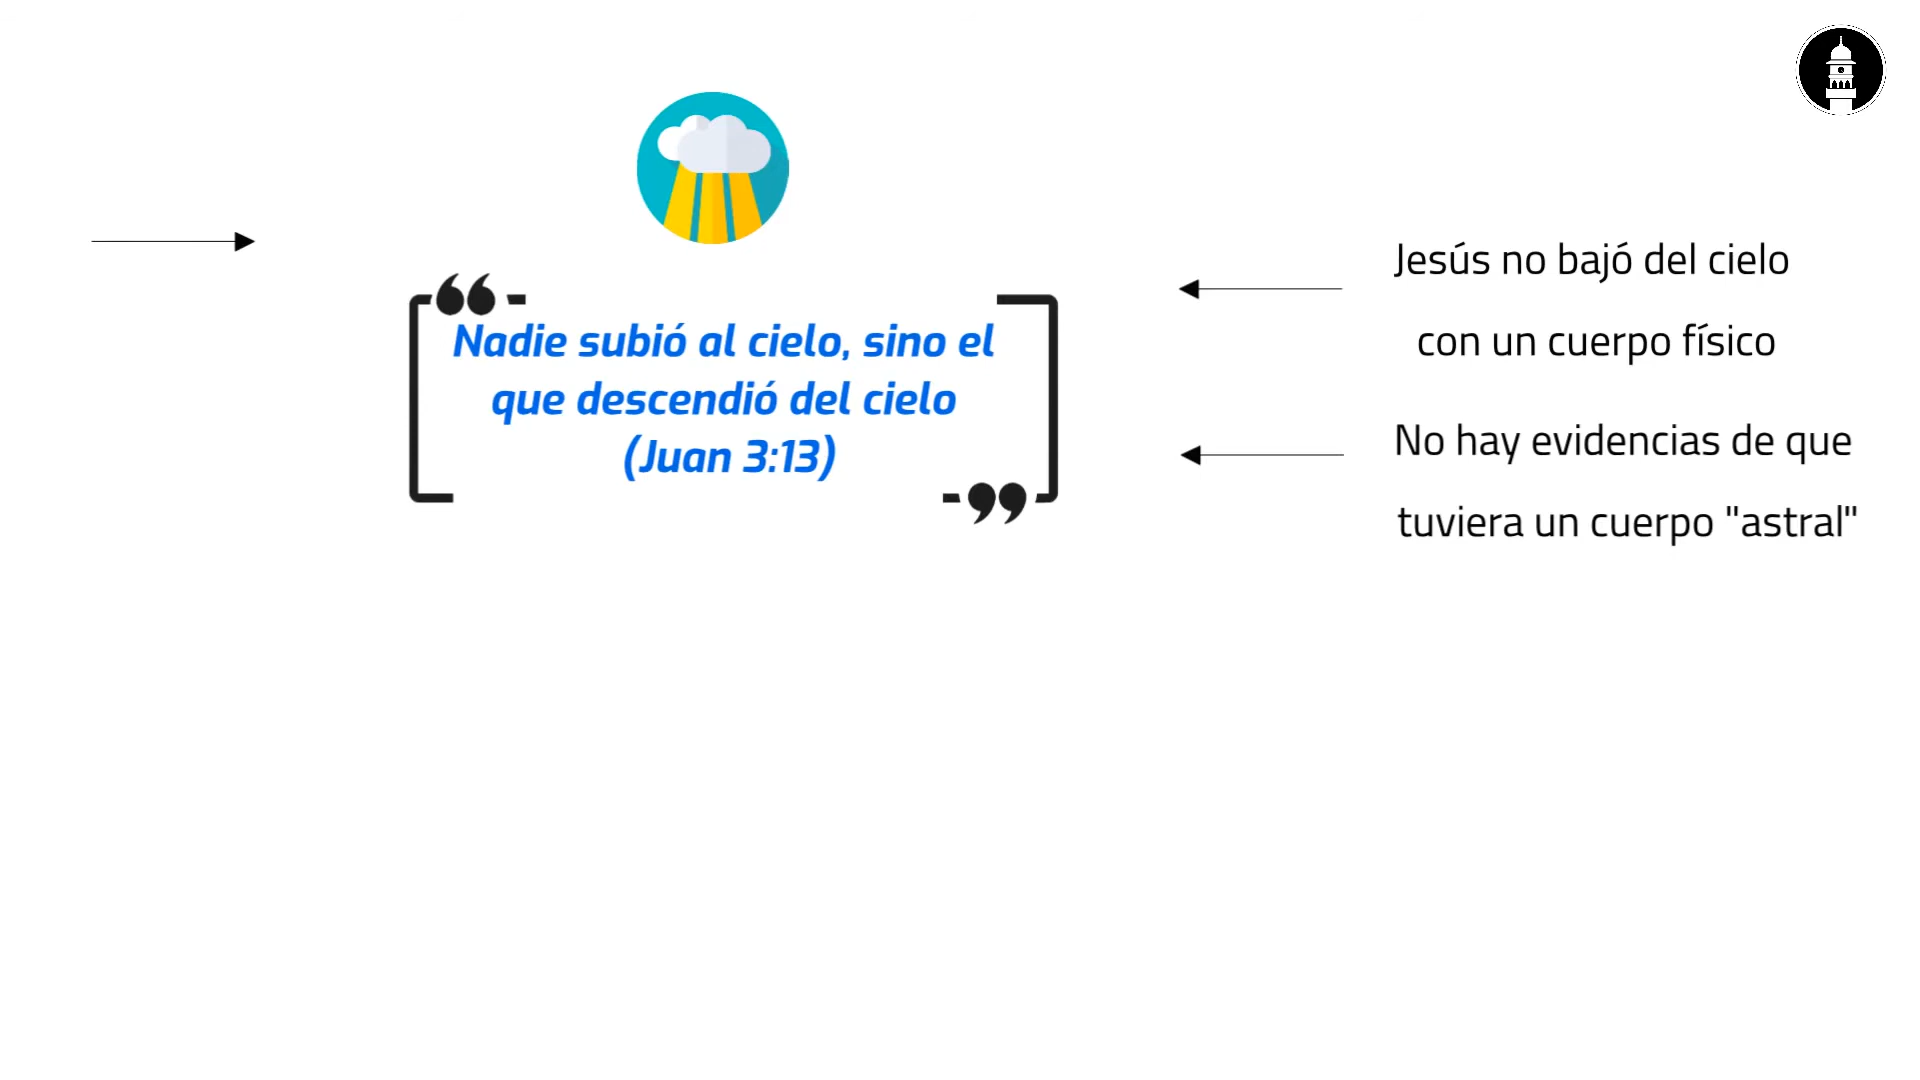 Nadie subió al cielo, sino el
que descendió del cielo
(Juan 3:13)
Jesús no bajó del cielo
con un cuerpo físico
No hay evidencias de que
tuviera un cuerpo "astral"